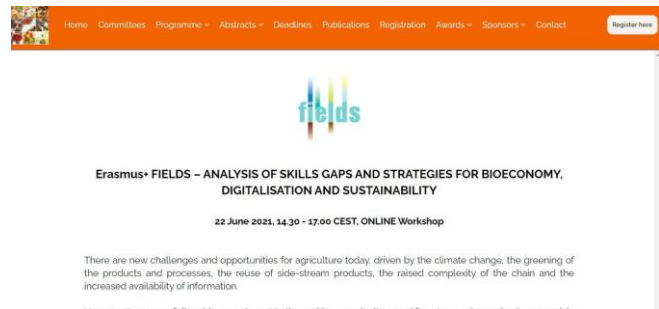 Home Committees Programme Abstracts Deadlines Publications Registration Awards Sponsors Contact Register here
fields
Erasmus+ FIELDS – ANALYSIS OF SKILLS GAPS AND STRATEGIES FOR BIOECONOMY,
DIGITALISATION AND SUSTAINABILITY
22 June 2021, 14.30 - 17.00 CEST, ONLINE Workshop
There are new challenges and opportunities for agriculture today, driven by the climate change, the greening of
the products and processes, the reuse of side-stream products, the raised complexity of the chain and the
increased availability of information.